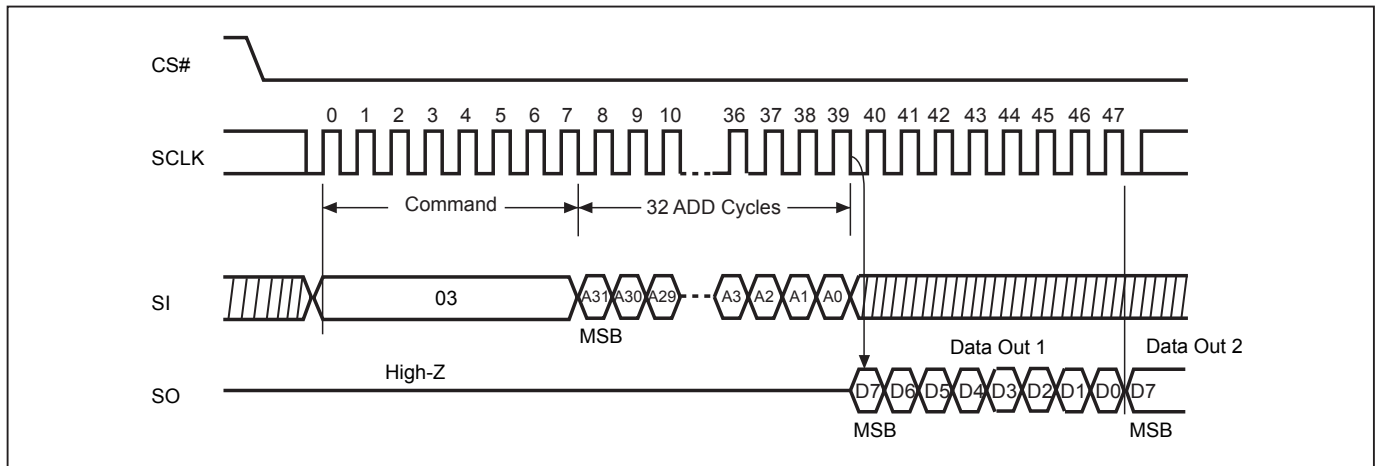 CS#
0 1 2 3 4 5 6 7 8 9 10 36 37 38 39 40 41 42 43 44 45 46 47
SCLK
Command 32 ADD Cycles
SI 03 A31 A30 A29 A3 A2 A1 A0
MSB
Data Out 1 Data Out 2
High-Z
SO D7 D6 D5 D4 D3 D2 D1 D0 D7
MSB MSB